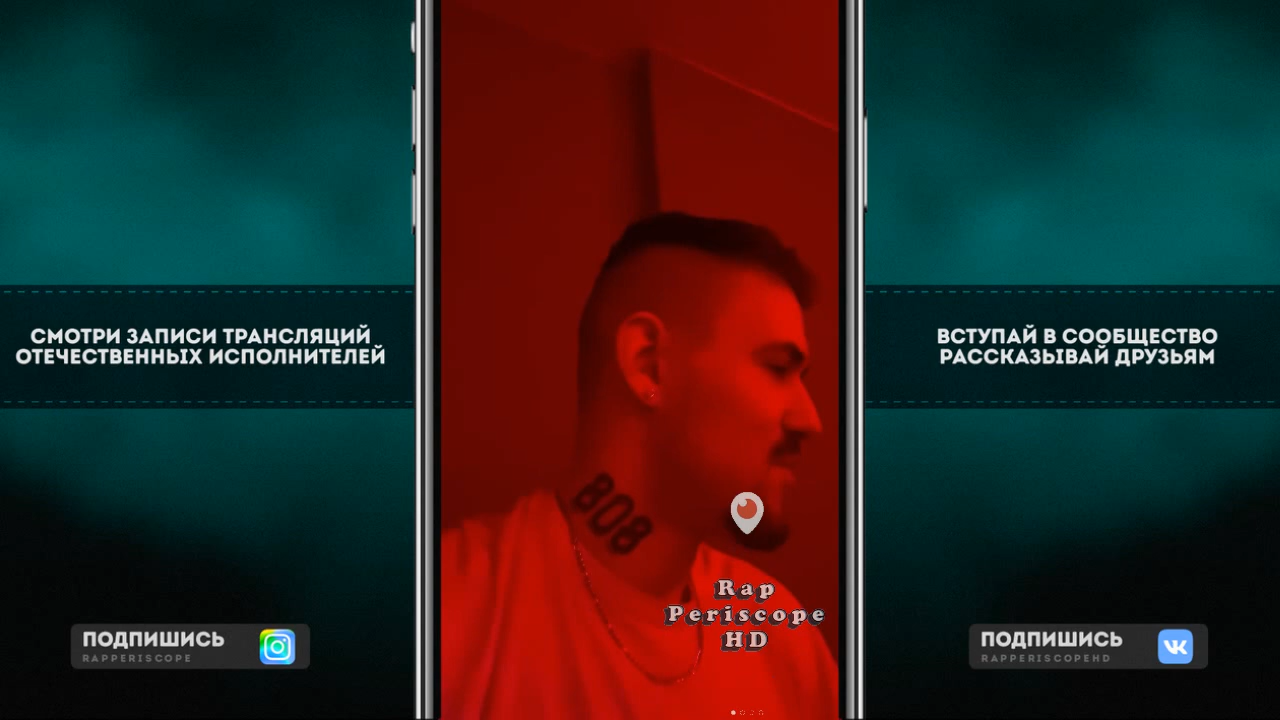 СМОТРИ ЗАПИСИ ТРАНСЛЯЦИЙ
ОТЕЧЕСТВЕННЫХ ИСПОЛНИТЕЛЕЙ
ВСТУПАЙ В СООБЩЕСТВО
РАССКАЗЫВАЙ ДРУЗЬЯМ
808
Rap
Periscope
HD
ПОДПИШИСЬ
RAPPERISCOPE
ПОДПИШИСЬ
RAPPERISCOPEHD